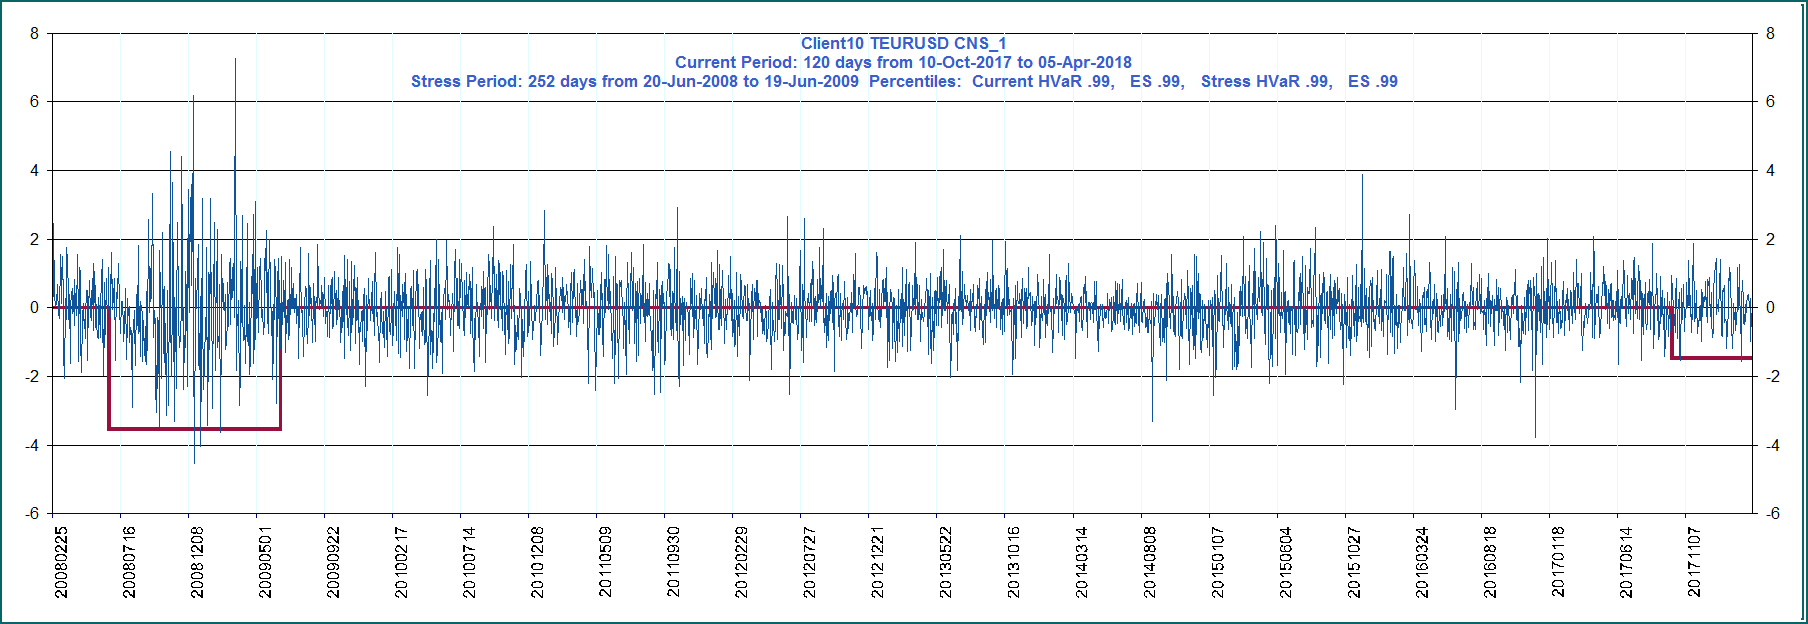 Client10 TEURUSD CNS_1
Current Period: 120 days from 10-Oct-2017 to 05-Apr-2018
Stress Period: 252 days from 20-Jun-2008 to 19-Jun-2009  Percentiles:  Current HVaR .99,   ES .99,   Stress HVaR .99,   ES .99
8 8
6 6
4 4
2 2
0 0
-2 -2
-4 -4
-6 -6
20080225 20080716 20081208 20090501 20090922 20100217 20100714 20101208 20110509 20110930 20120229 20120727 20121221 20130522 20131016 20140314 20140808 20150107 20150604 20151027 20160324 20160818 20170118 20170614 20171107